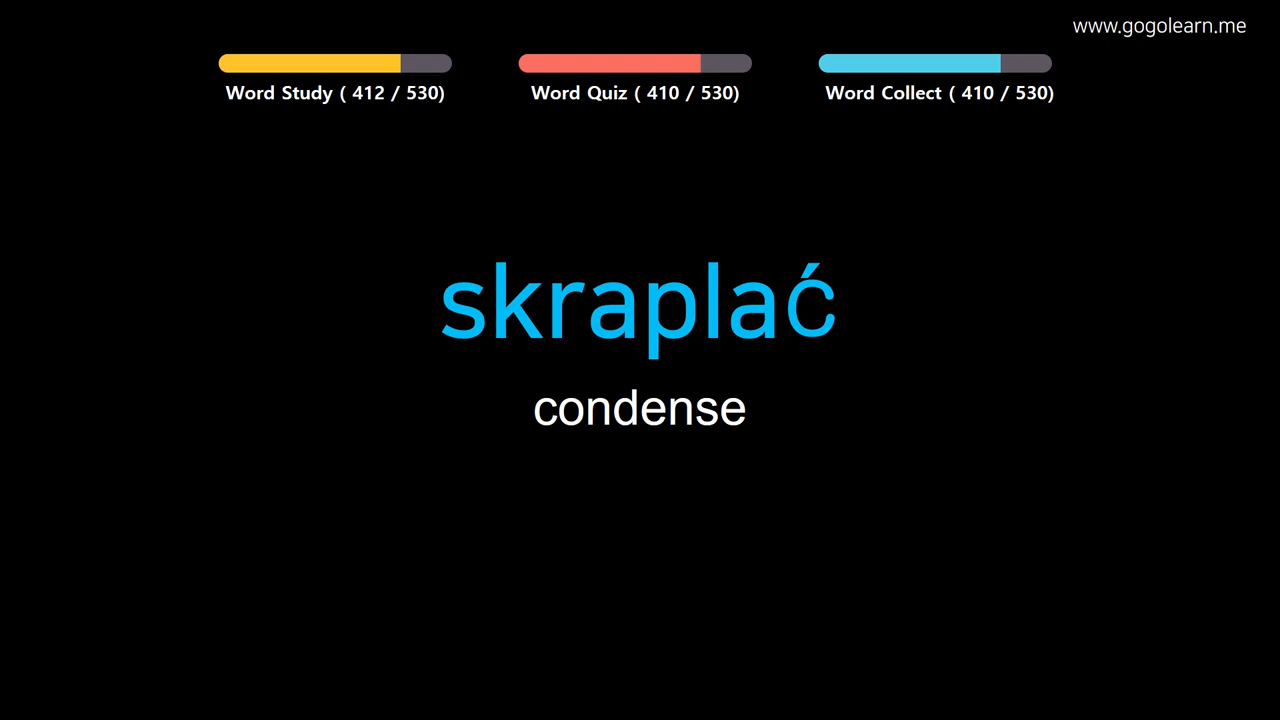 www.gogolearn.me
Word Study ( 412 / 530)
Word Quiz ( 410 / 530)
Word Collect ( 410 / 530)
skraplać
condense